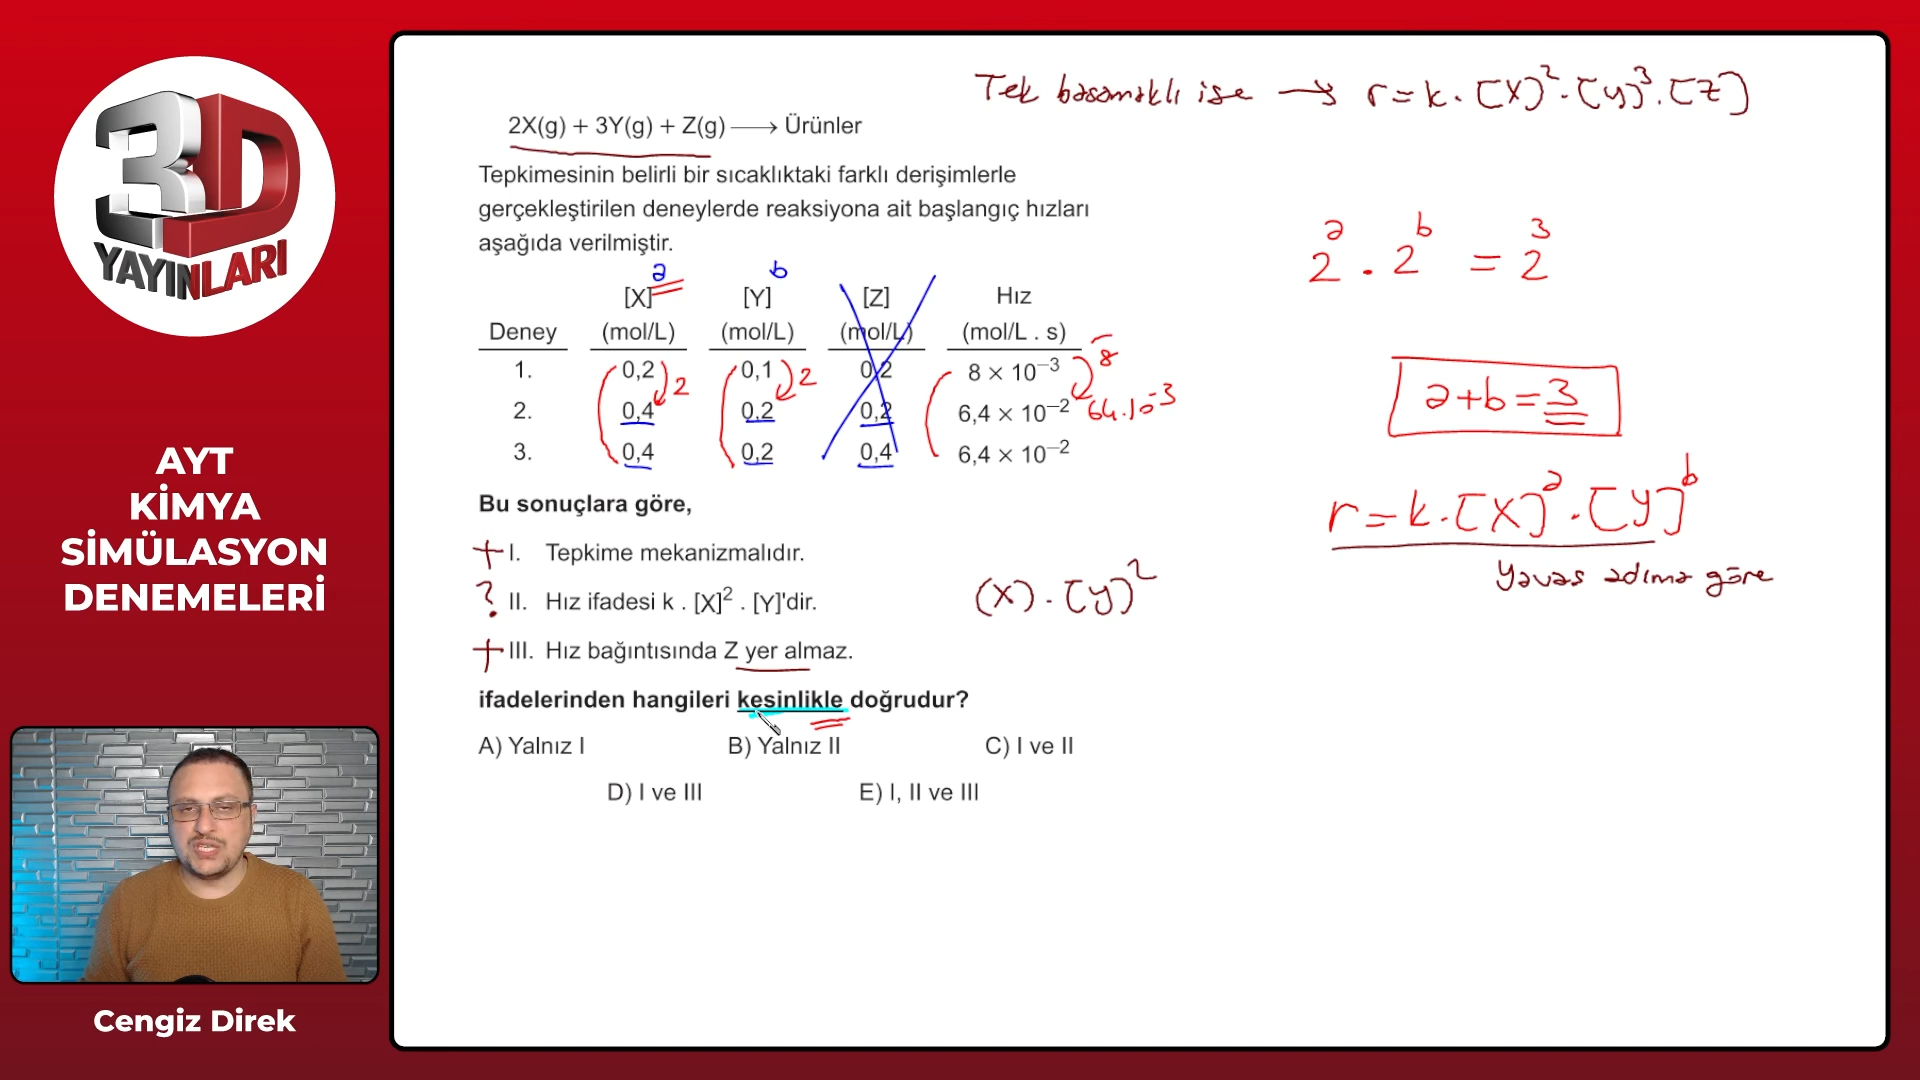 3D
YAYINLARI
AYT
KİMYA
SİMÜLASYON
DENEMELERİ
Cengiz Direk
Tek basamaklı ise → r = k . [X]² . [Y]³ . [Z]
2X(g) + 3Y(g) + Z(g) ⟶ Ürünler
Tepkimesinin belirli bir sıcaklıktaki farklı derişimlerle
gerçekleştirilen deneylerde reaksiyona ait başlangıç hızları
aşağıda verilmiştir.
a b
[X] [Y] [Z] Hız
Deney (mol/L) (mol/L) (mol/L) (mol/L . s)
1. 0,2 0,1 0,2 8 × 10⁻³
2 2 8
2. 0,4 0,2 0,2 6,4 × 10⁻² 64.10⁻³
3. 0,4 0,2 0,4 6,4 × 10⁻²
2ᵃ . 2ᵇ = 2³
a+b=3
r = k . [X]ᵃ . [Y]ᵇ
Yavaş adıma göre
Bu sonuçlara göre,
+ I. Tepkime mekanizmalıdır.
? II. Hız ifadesi k . [X]² . [Y]'dir.
(X) . [Y]²
+ III. Hız bağıntısında Z yer almaz.
ifadelerinden hangileri kesinlikle doğrudur?
A) Yalnız I B) Yalnız II C) I ve II
D) I ve III E) I, II ve III